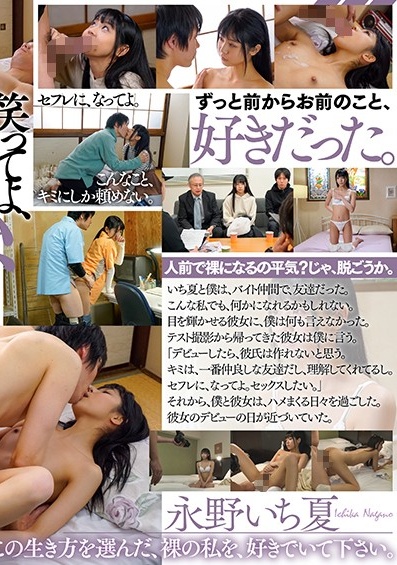 笑ってよ、
セフレに、なってよ。
ずっと前からお前のこと、
好きだった。
こんなこと、
キミにしか頼めない。
人前で裸になるの平気?じゃ、脱ごうか。
いち夏と僕は、バイト仲間で、友達だった。
こんな私でも、何かになれるかもしれない。
目を輝かせる彼女に、僕は何も言えなかった。
テスト撮影から帰ってきた彼女は僕に言う。
「デビューしたら、彼氏は作れないと思う。
キミは、一番仲良しな友達だし、理解してくれてるし。
セフレに、なってよ。セックスしたい。」
それから、僕と彼女は、ハメまくる日々を過ごした。
彼女のデビューの日が近づいていた。
永野いち夏
Ichika Nagano
この生き方を選んだ、裸の私を、好きでいて下さい。